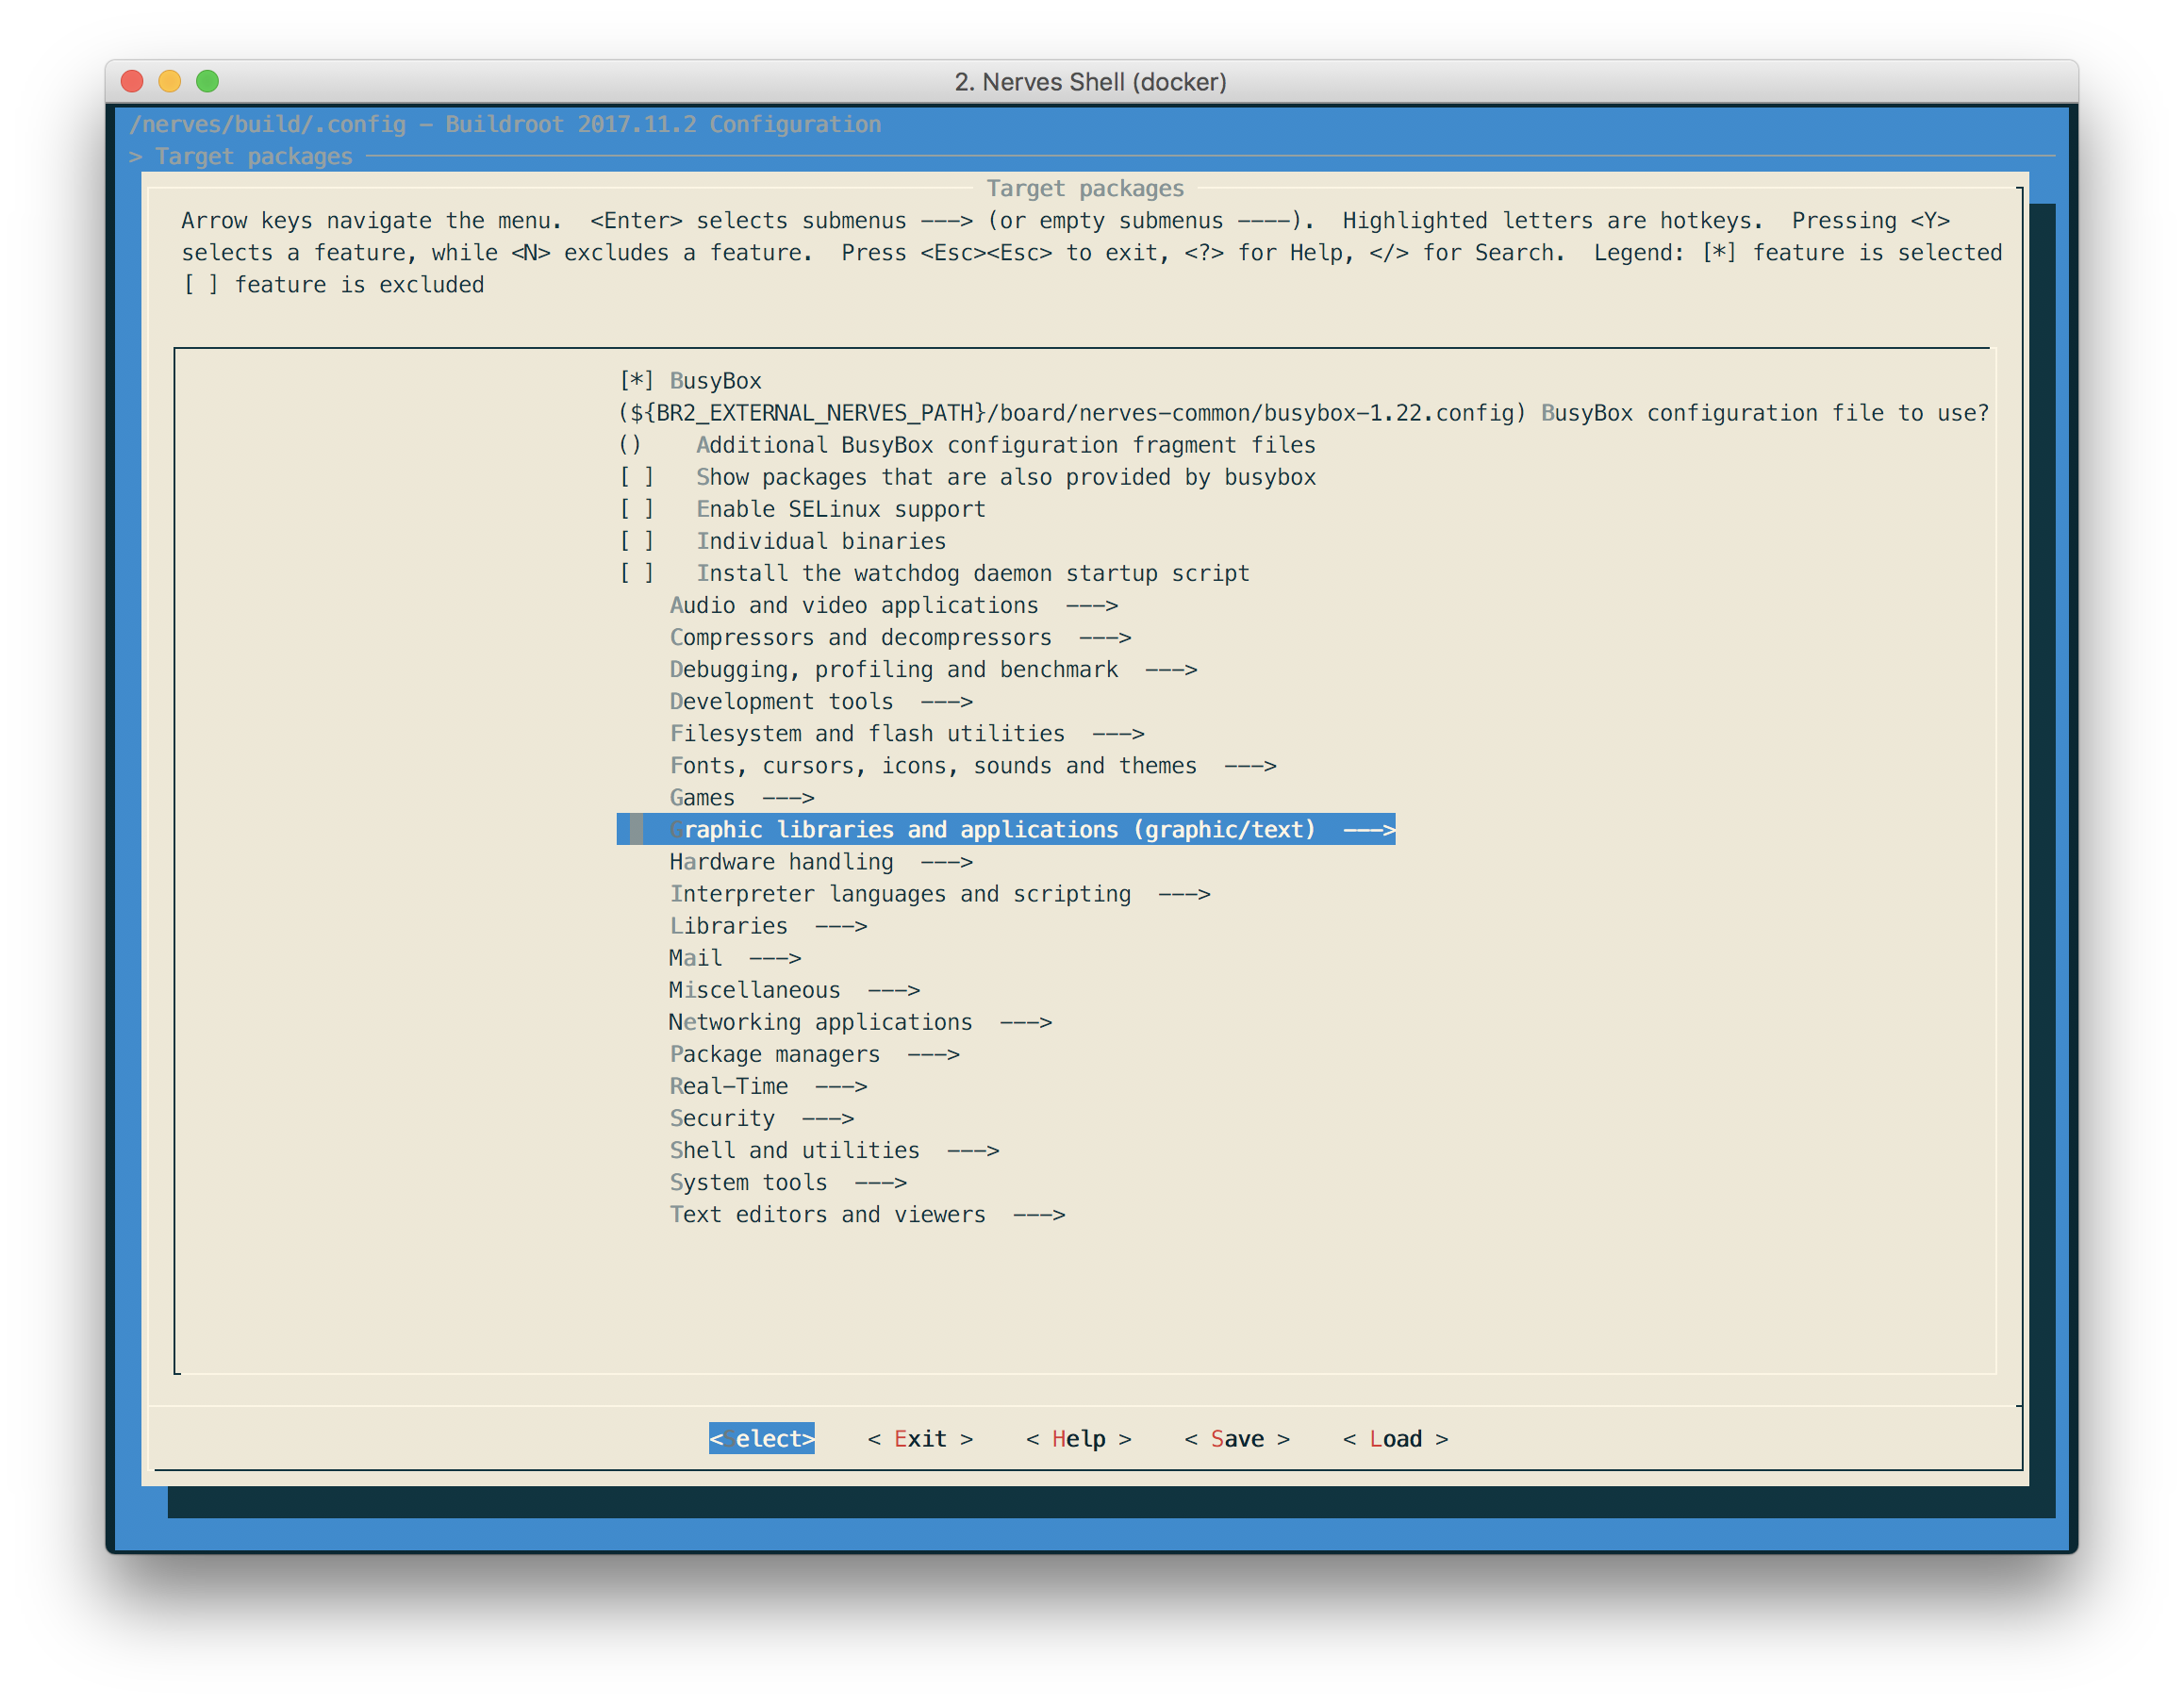 2. Nerves Shell (docker)
/nerves/build/.config - Buildroot 2017.11.2 Configuration
> Target packages
Target packages
Arrow keys navigate the menu.  <Enter> selects submenus ---> (or empty submenus ----).  Highlighted letters are hotkeys.  Pressing <Y>
selects a feature, while <N> excludes a feature.  Press <Esc><Esc> to exit, <?> for Help, </> for Search.  Legend: [*] feature is selected
[ ] feature is excluded
[*] BusyBox
(${BR2_EXTERNAL_NERVES_PATH}/board/nerves-common/busybox-1.22.config) BusyBox configuration file to use?
()    Additional BusyBox configuration fragment files
[ ]   Show packages that are also provided by busybox
[ ]   Enable SELinux support
[ ]   Individual binaries
[ ]   Install the watchdog daemon startup script
Audio and video applications  --->
Compressors and decompressors  --->
Debugging, profiling and benchmark  --->
Development tools  --->
Filesystem and flash utilities  --->
Fonts, cursors, icons, sounds and themes  --->
Games  --->
Graphic libraries and applications (graphic/text)  --->
Hardware handling  --->
Interpreter languages and scripting  --->
Libraries  --->
Mail  --->
Miscellaneous  --->
Networking applications  --->
Package managers  --->
Real-Time  --->
Security  --->
Shell and utilities  --->
System tools  --->
Text editors and viewers  --->
<Select>    < Exit >    < Help >    < Save >    < Load >